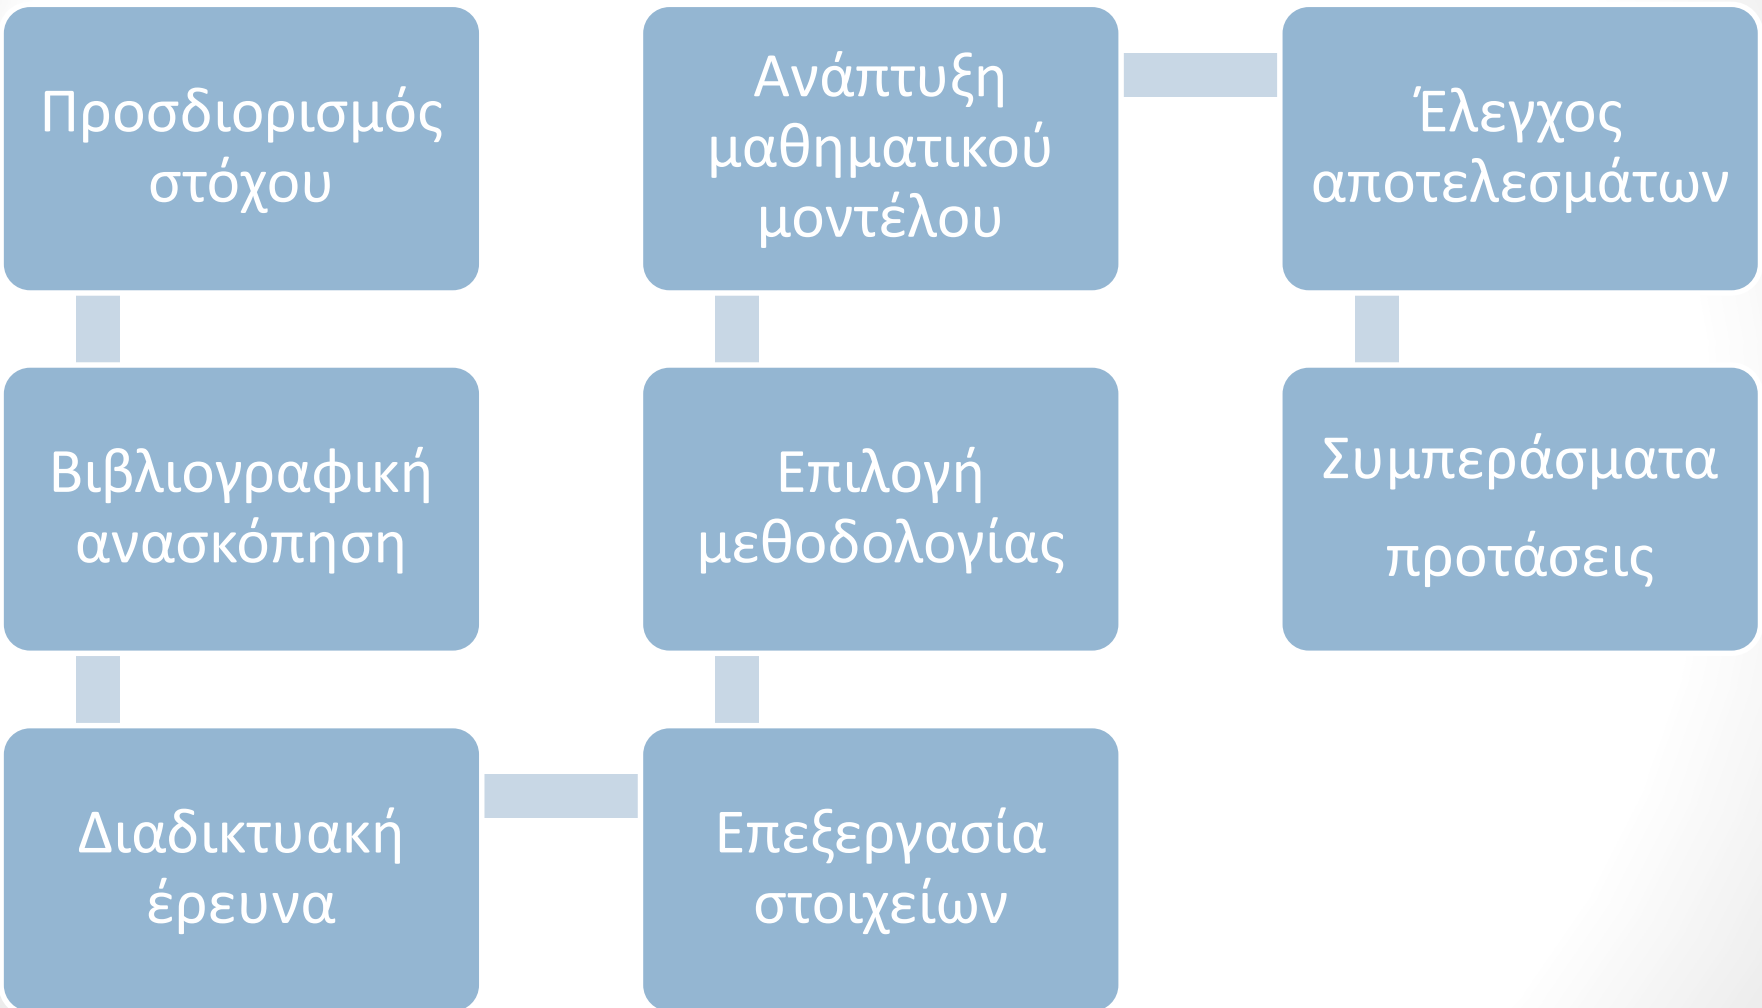 Προσδιορισμός
στόχου
Βιβλιογραφική
ανασκόπηση
Διαδικτυακή
έρευνα
Επεξεργασία
στοιχείων
Επιλογή
μεθοδολογίας
Ανάπτυξη
μαθηματικού
μοντέλου
Έλεγχος
αποτελεσμάτων
Συμπεράσματα
προτάσεις